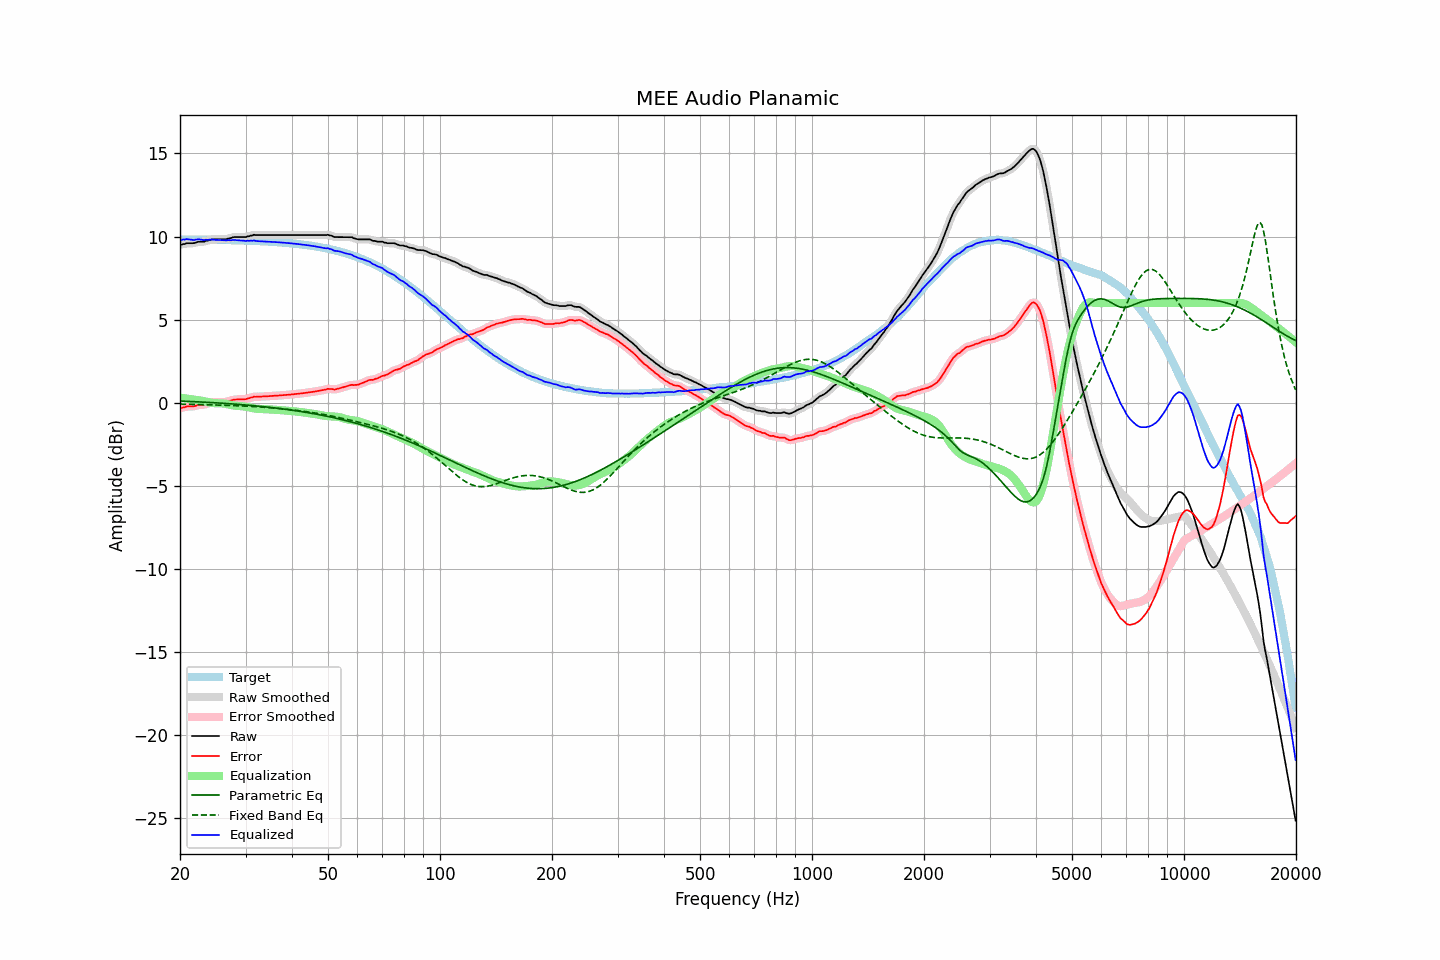 MEE Audio Planamic
15
10
5
0
−5
−10
−15
−20
−25
Amplitude (dBr)
Target
Raw Smoothed
Error Smoothed
Raw
Error
Equalization
Parametric Eq
Fixed Band Eq
Equalized
20 50 100 200 500 1000 2000 5000 10000 20000
Frequency (Hz)